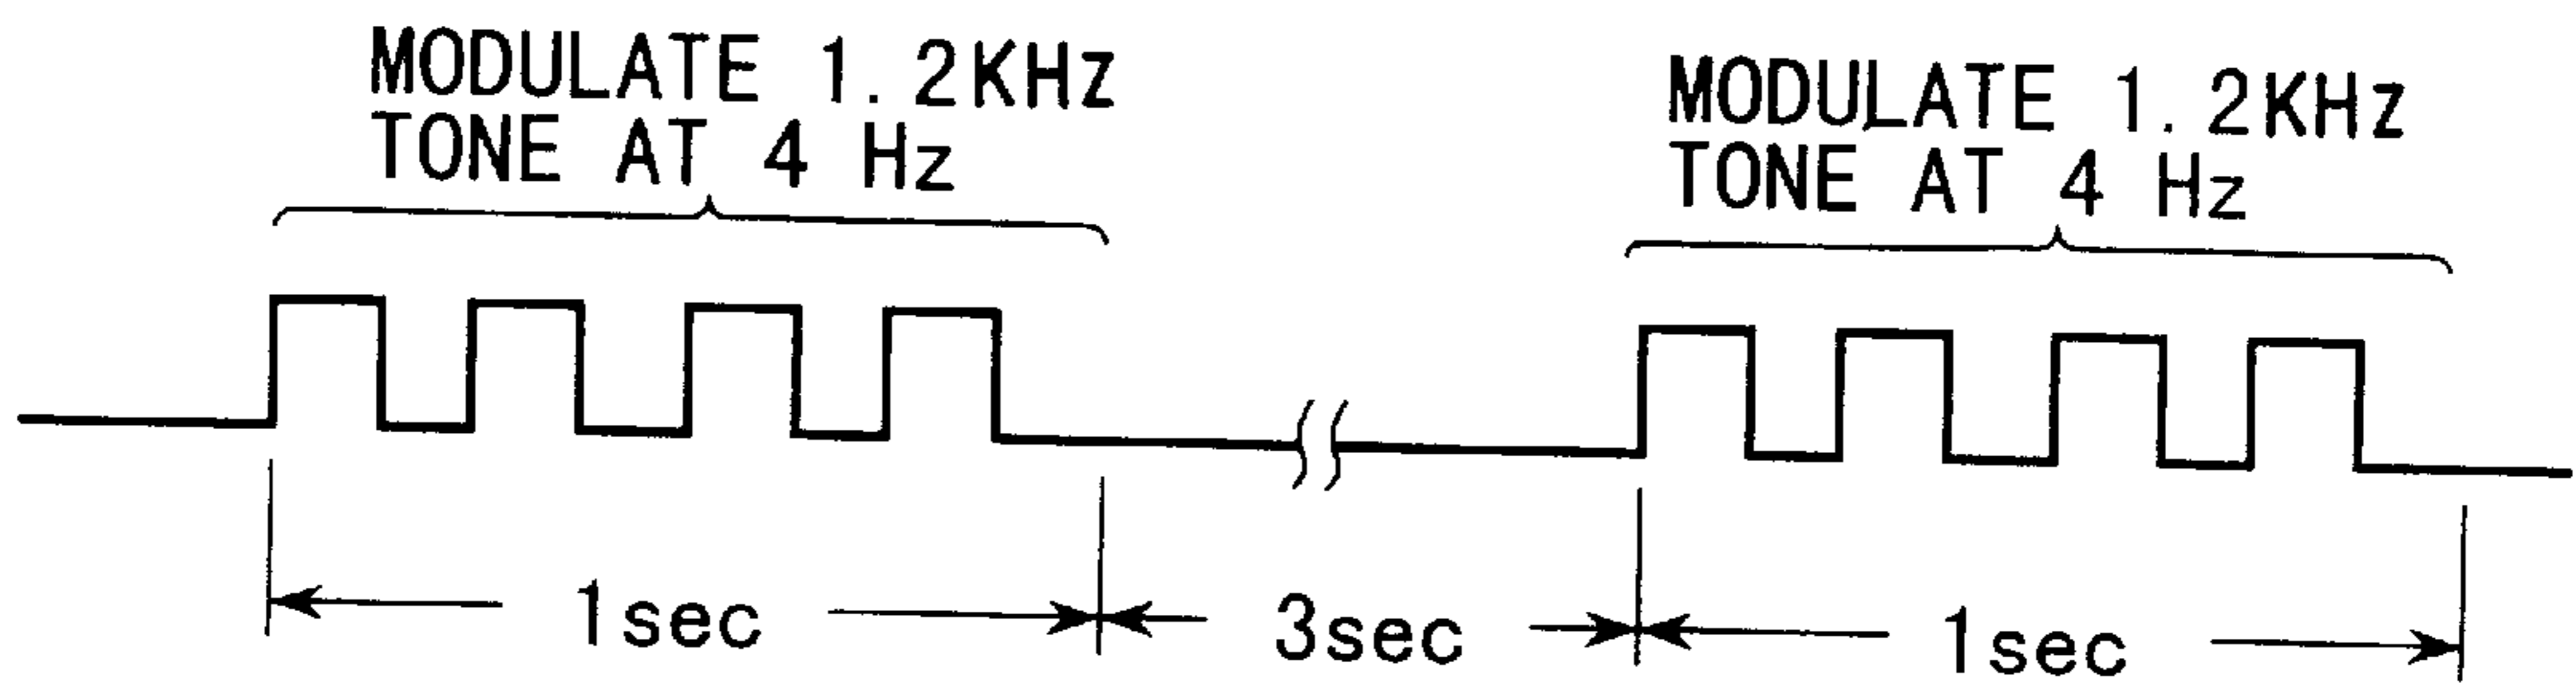 MODULATE 1.2KHz
TONE AT 4 Hz
MODULATE 1.2KHz
TONE AT 4 Hz
1sec
3sec
1sec